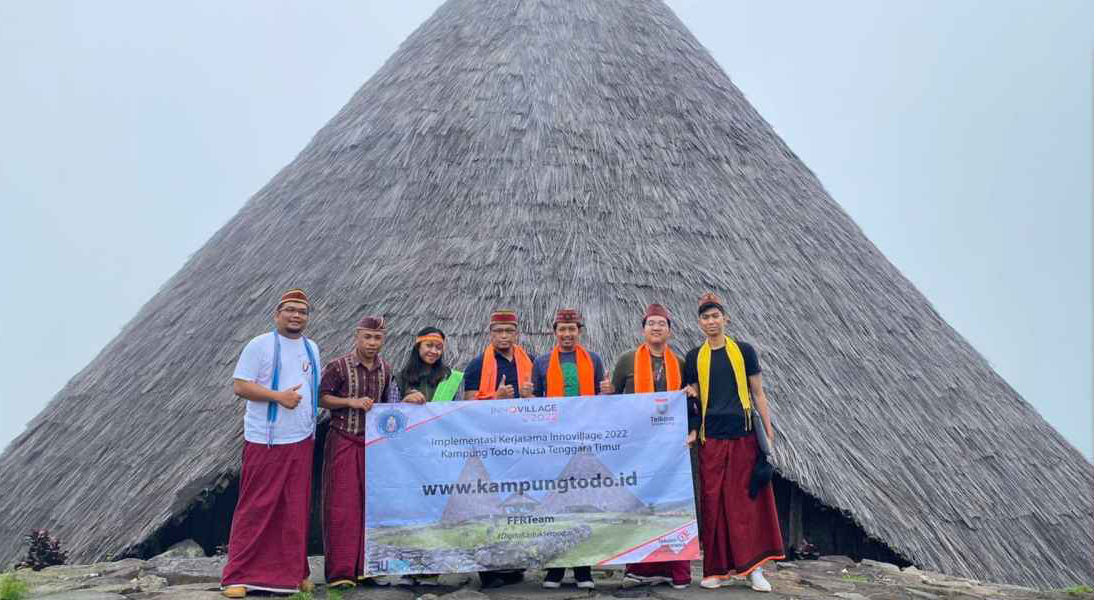 INNOVILLAGE
2022
Telkom
Implementasi Kerjasama Innovillage 2022
Kampung Todo - Nusa Tenggara Timur
www.kampungtodo.id
FFRTeam